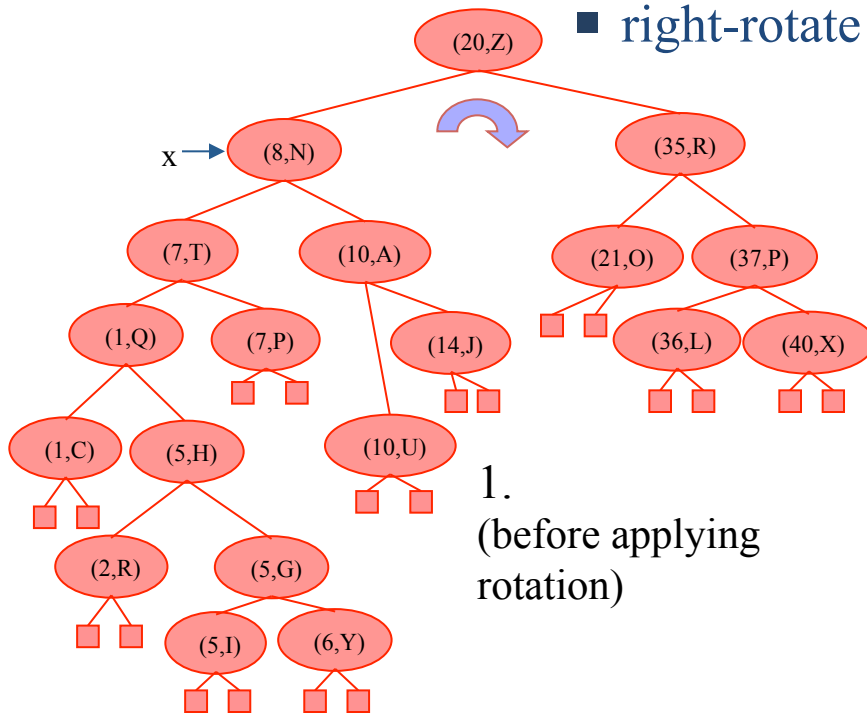 ■ right-rotate
(20,Z)
x
(8,N)
(35,R)
(7,T)
(10,A)
(21,O)
(37,P)
(1,Q)
(7,P)
(14,J)
(36,L)
(40,X)
(1,C)
(5,H)
(10,U)
1.
(before applying
rotation)
(2,R)
(5,G)
(5,I)
(6,Y)